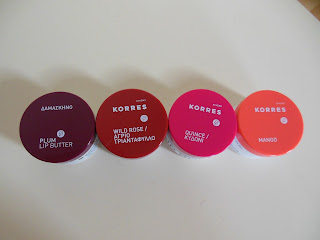 ΔΑΜΑΣΚΗΝΟ
PLUM
LIP BUTTER
KORRES
WILD ROSE /
ΑΓΡΙΟ
ΤΡΙΑΝΤΑΦΥΛΛΟ
KORRES
QUINCE /
ΚΥΔΩΝΙ
KORRES
MANGO